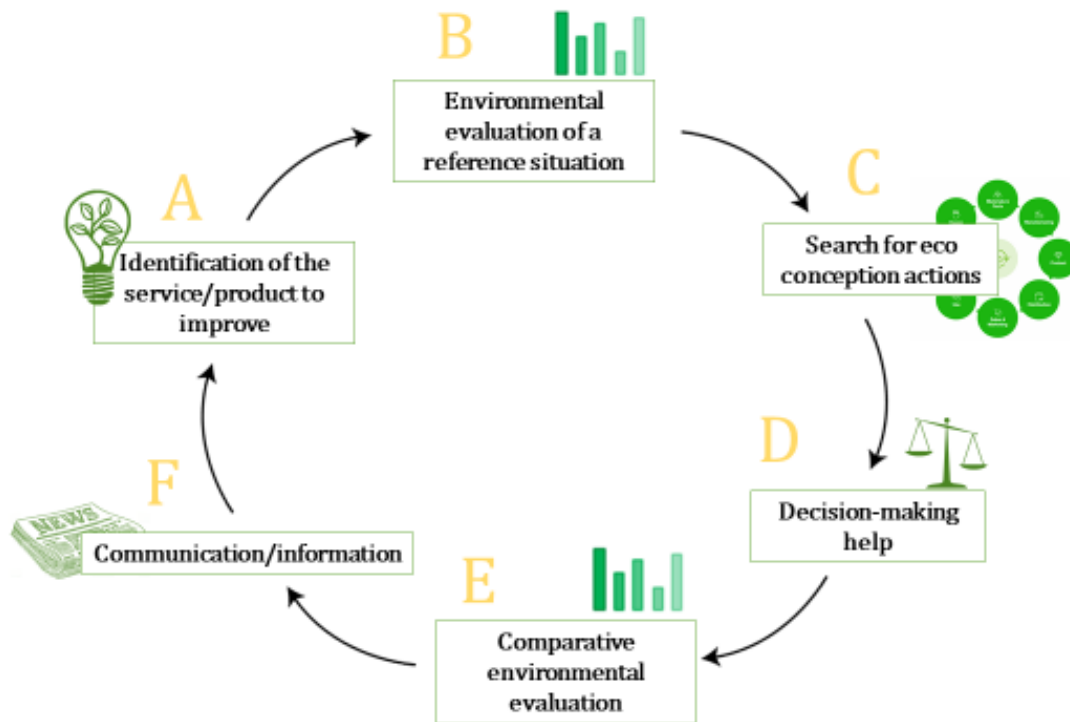 B
Environmental
evaluation of a
reference situation
A
Identification of the
service/product to
improve
C
Search for eco
conception actions
D
Decision-making
help
E
Comparative
environmental
evaluation
F
NEWS
Communication/information